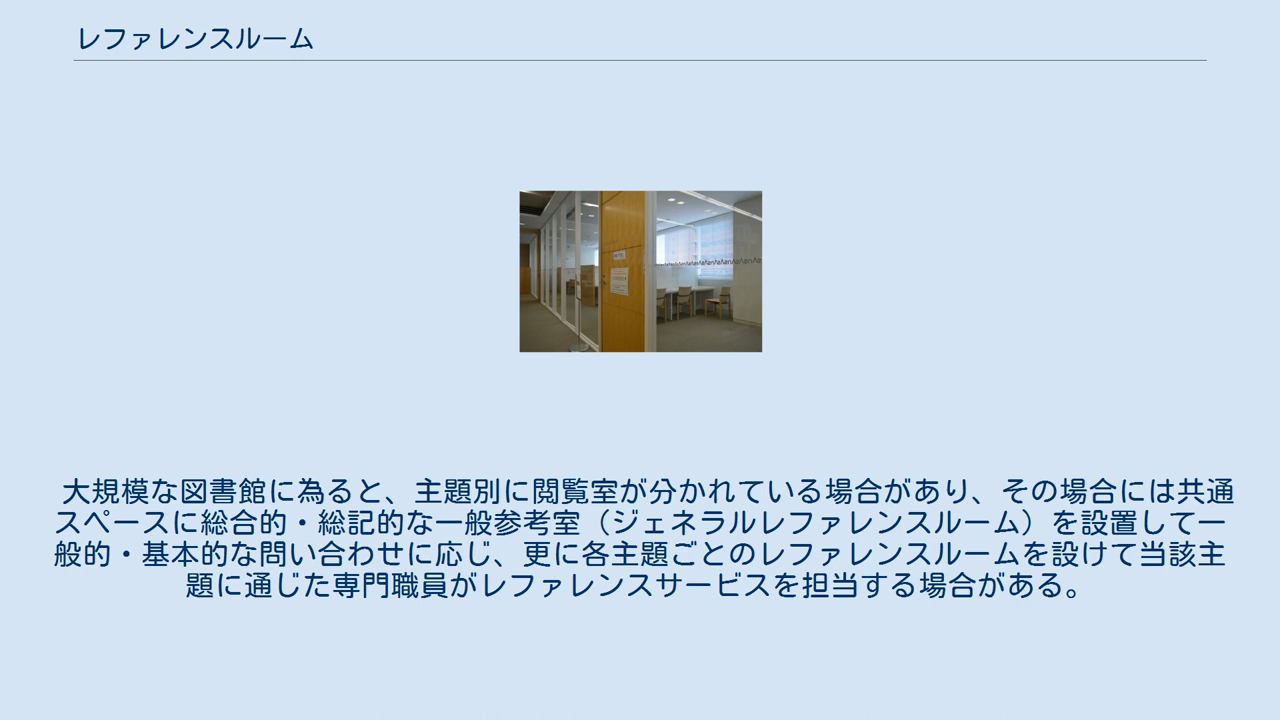 レファレンスルーム
大規模な図書館に為ると、主題別に閲覧室が分かれている場合があり、その場合には共通
スペースに総合的・総記的な一般参考室（ジェネラルレファレンスルーム）を設置して一
般的・基本的な問い合わせに応じ、更に各主題ごとのレファレンスルームを設けて当該主
題に通じた専門職員がレファレンスサービスを担当する場合がある。